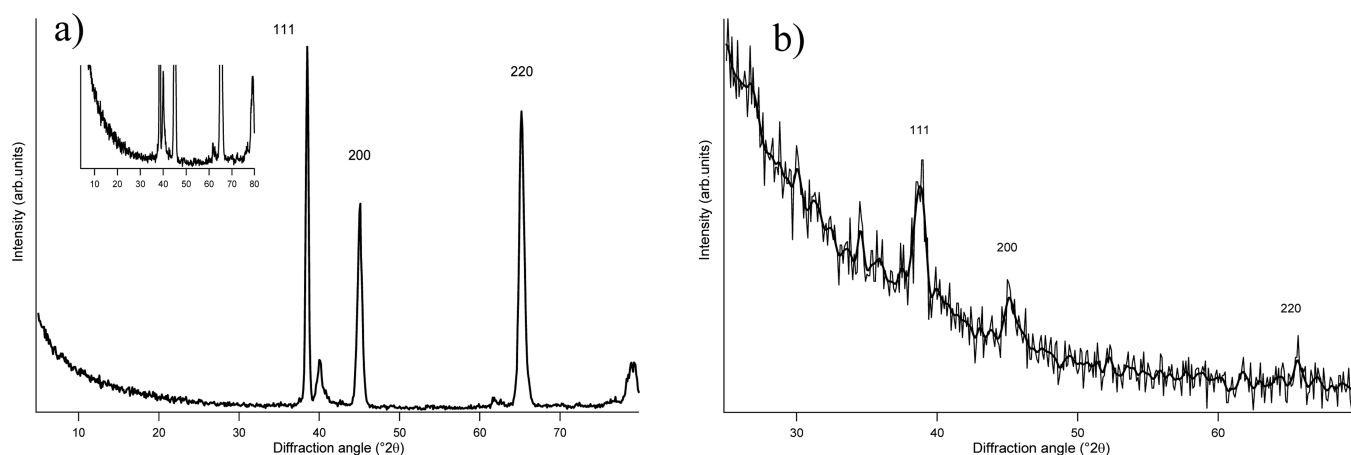 a)
111
220
200
Intensity (arb.units)
10 20 30 40 50 60 70 80
10 20 30 40 50 60 70
Diffraction angle (°2θ)
b)
111
200
220
Intensity (arb.units)
30 40 50 60
Diffraction angle (°2θ)